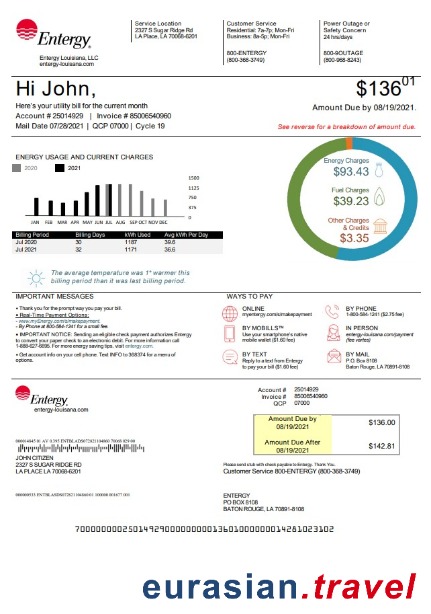 Entergy
Entergy Louisiana, LLC
entergy-louisiana.com
Service Location
2327 S Sugar Ridge Rd
LA Place, LA 70068-6201
Customer Service
Residential: 7a-7p; Mon-Fri
Business: 8a-5p; Mon-Fri
800-ENTERGY
(800-368-3749)
Power Outage or
Safety Concern
24 hrs/days
800-9OUTAGE
(800-968-8243)
Hi John,
Here's your utility bill for the current month
Account # 25014929 | Invoice # 85006540960
Mail Date 07/28/2021 | QCP 07000 | Cycle 19
$136 01
Amount Due by 08/19/2021.
See reverse for a breakdown of amount due.
ENERGY USAGE AND CURRENT CHARGES
2020 2021
1500
1125
750
375
0
JAN FEB MAR APR MAY JUN JUL AUG SEP OCT NOV DEC
Billing Period Billing Days kWh Used Avg kWh Per Day
Jul 2020 30 1187 39.6
Jul 2021 32 1171 36.6
Energy Charges
$93.43
Fuel Charges
$39.23
Other Charges
& Credits
$3.35
The average temperature was 1° warmer this
billing period than it was last billing period.
IMPORTANT MESSAGES
• Thank you for the prompt way you pay your bill.
• Real-Time Payment Options:
- www.myEntergy.com/makepayment
- By Phone at 800-584-1241 for a small fee.
• IMPORTANT NOTICE: Sending an eligible check payment authorizes Entergy
to convert your paper check to an electronic debit. For more information call
1-888-627-6695. For more energy saving tips, visit entergy.com.
• Get account info on your cell phone. Text INFO to 368374 for a menu of
options.
WAYS TO PAY
ONLINE
myentergy.com/s/makepayment
BY MOBILE™
Use your smartphone's native
mobile wallet ($1.60 fee)
BY TEXT
Reply to a text from Entergy
to pay your bill ($1.60 fee)
BY PHONE
1-800-584-1241 ($2.75 fee)
IN PERSON
entergy-louisiana.com/payment
(fee varies)
BY MAIL
P.O. Box 8108
Baton Rouge, LA 70891-8108
Entergy
entergy-louisiana.com
Account # 25014929
Invoice # 85006540960
QCP 07000
Amount Due by
08/19/2021
$136.00
Amount Due After
08/19/2021
$142.81
JOHN CITIZEN
2327 S SUGAR RIDGE RD
LA PLACE LA 70068-6201
Please send club with check payable to Entergy. Thank You.
Customer Service 800-ENTERGY (800-368-3749)
ENTERGY
PO BOX 8108
BATON ROUGE, LA 70891-8108
eurasian.travel